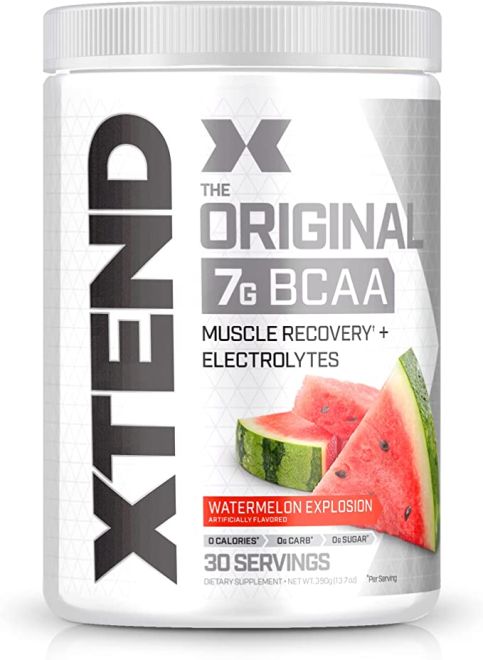 XTEND
X
THE
ORIGINAL
7G BCAA
MUSCLE RECOVERY† +
ELECTROLYTES
WATERMELON EXPLOSION
ARTIFICIALLY FLAVORED
0 CALORIES* 0G CARB* 0G SUGAR*
30 SERVINGS
DIETARY SUPPLEMENT • NET WT. 390g (13.7oz)
*Per Serving